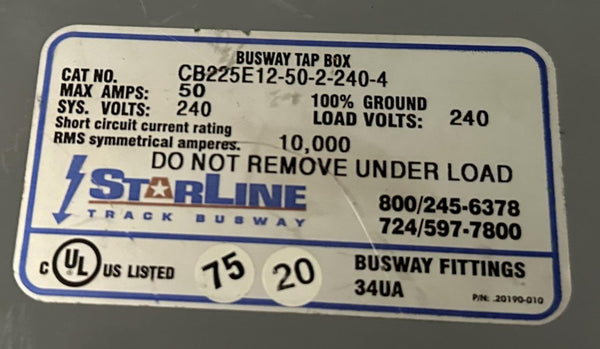 BUSWAY TAP BOX
CAT NO. CB225E12-50-2-240-4
MAX AMPS: 50 100% GROUND
SYS. VOLTS: 240 LOAD VOLTS: 240
Short circuit current rating
RMS symmetrical amperes. 10,000
DO NOT REMOVE UNDER LOAD
STARLINE
TRACK BUSWAY
800/245-6378
724/597-7800
C UL US LISTED 75 20
BUSWAY FITTINGS
34UA
P/N: .20190-010